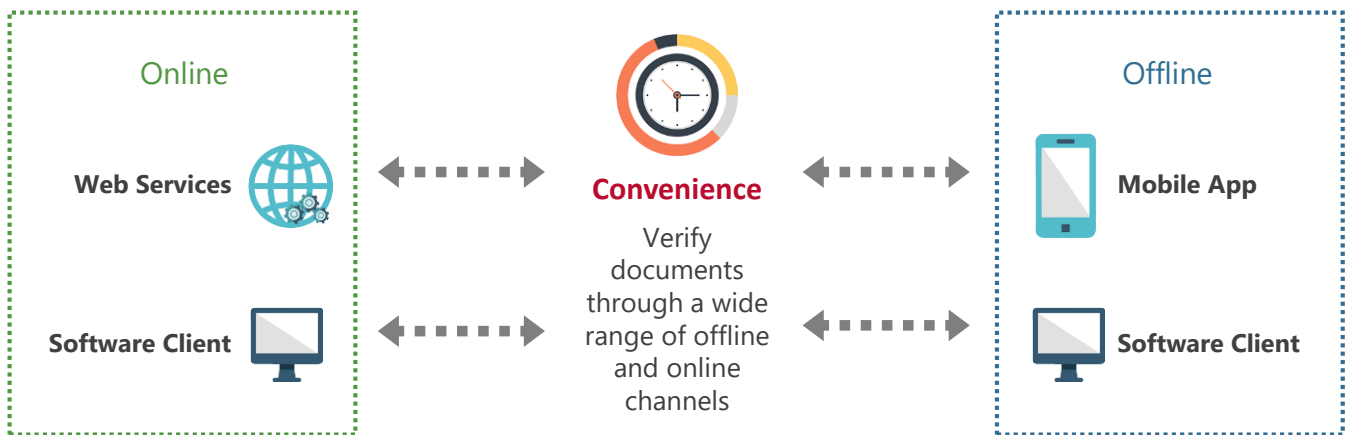 Online
Web Services
Software Client
Convenience
Verify
documents
through a wide
range of offline
and online
channels
Offline
Mobile App
Software Client